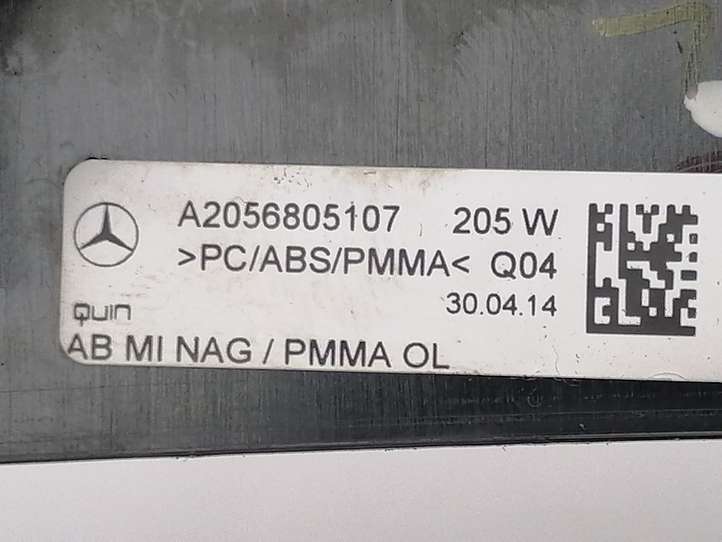 A2056805107 205 W
>PC/ABS/PMMA< Q04
30.04.14
Quin
AB MI NAG / PMMA OL